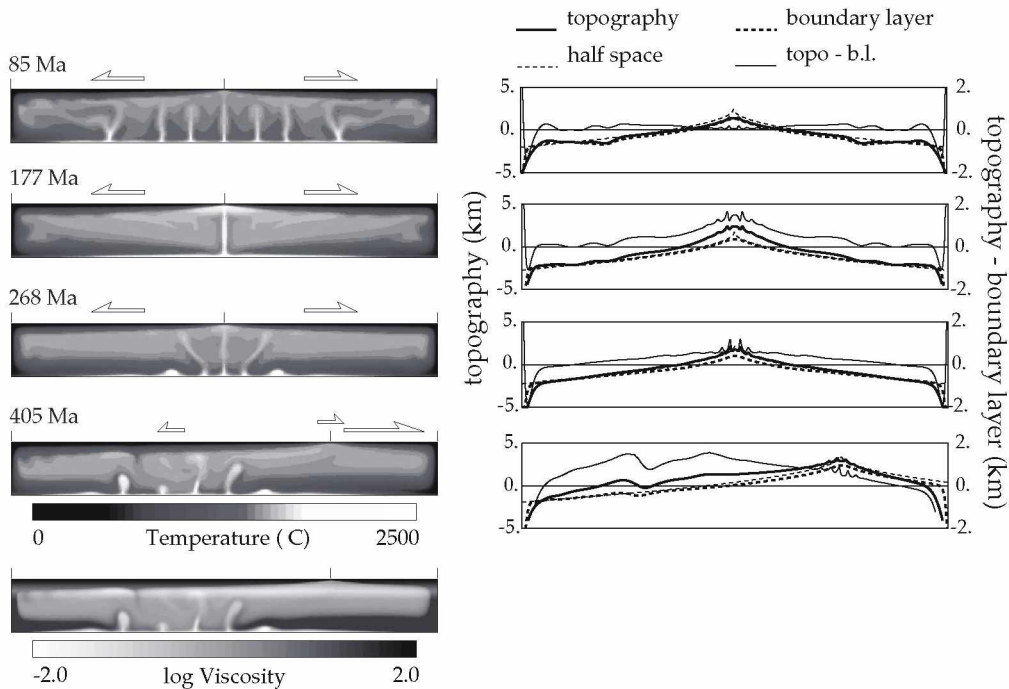 85 Ma
177 Ma
268 Ma
405 Ma
0 Temperature ( C) 2500
-2.0 log Viscosity 2.0
topography boundary layer
half space topo - b.l.
5. 2.
0. 0.
-5. -2.
5. 2.
0. 0.
-5. -2.
5. 2.
0. 0.
-5. -2.
5. 2.
0. 0.
-5. -2.
topography (km)
topography - boundary layer (km)